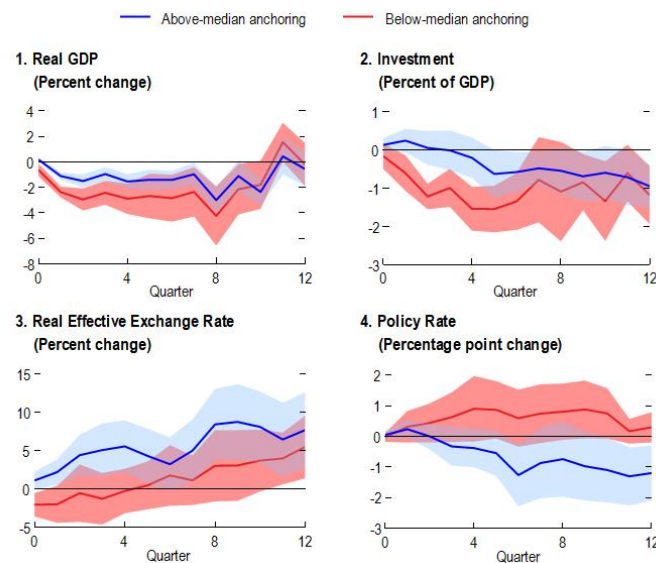 Above-median anchoring Below-median anchoring
1. Real GDP
(Percent change)
4
2
0
-2
-4
-6
-8
0 4 8 12
Quarter
2. Investment
(Percent of GDP)
1
0
-1
-2
-3
0 4 8 12
Quarter
3. Real Effective Exchange Rate
(Percent change)
15
10
5
0
-5
0 4 8 12
Quarter
4. Policy Rate
(Percentage point change)
2
1
0
-1
-2
-3
0 4 8 12
Quarter